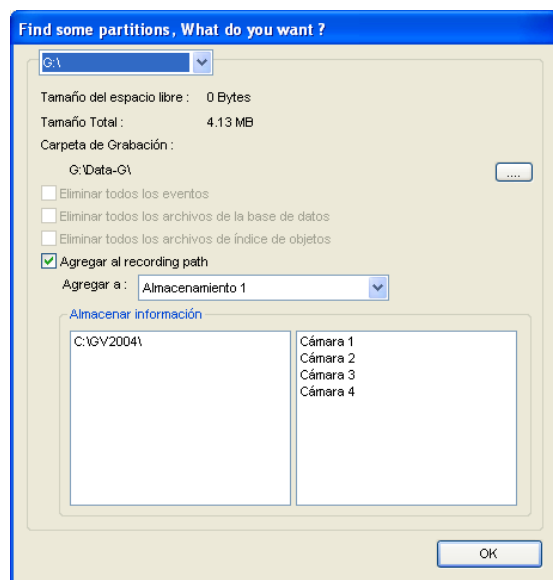 Find some partitions, What do you want ?
G:\
Tamaño del espacio libre : 0 Bytes
Tamaño Total : 4.13 MB
Carpeta de Grabación :
G:\Data-G\
....
Eliminar todos los eventos
Eliminar todos los archivos de la base de datos
Eliminar todos los archivos de índice de objetos
Agregar al recording path
Agregar a : Almacenamiento 1
Almacenar información
C:\GV2004\
Cámara 1
Cámara 2
Cámara 3
Cámara 4
OK